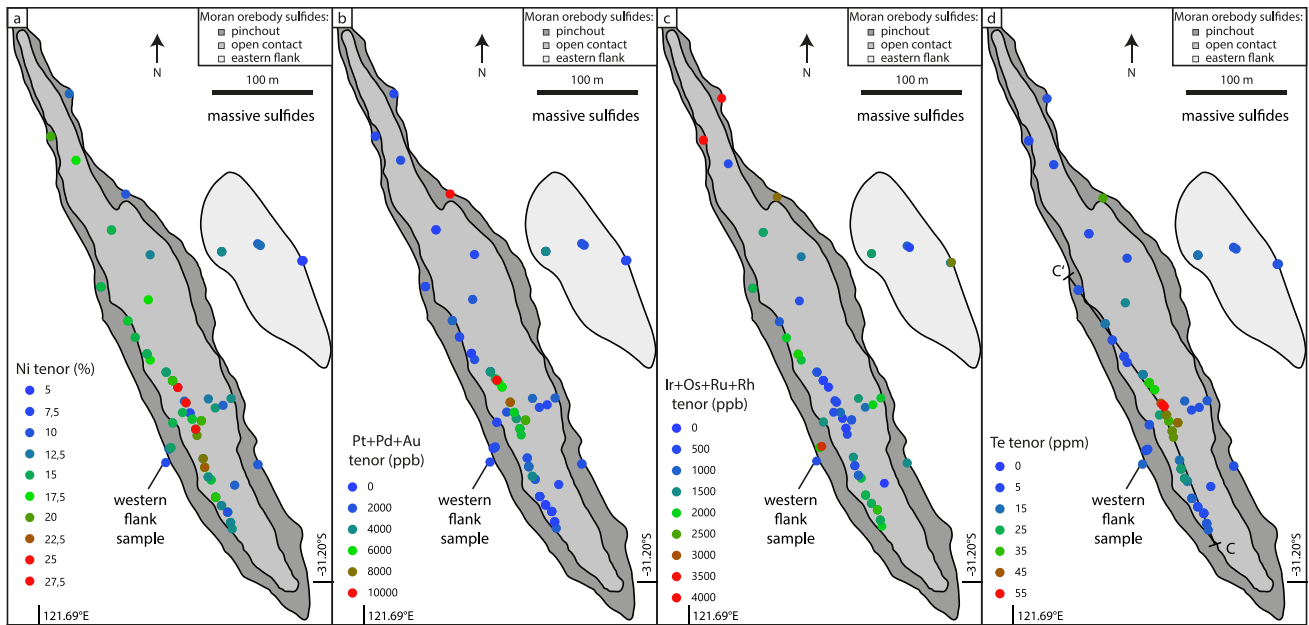 a
Moran orebody sulfides:
pinchout
open contact
eastern flank
N
100 m
massive sulfides
Ni tenor (%)
5
7,5
10
12,5
15
17,5
20
22,5
25
27,5
western
flank
sample
121.69°E
b
Moran orebody sulfides:
pinchout
open contact
eastern flank
N
100 m
massive sulfides
Pt+Pd+Au
tenor (ppb)
0
2000
4000
6000
8000
10000
western
flank
sample
-31.20°S
c
Moran orebody sulfides:
pinchout
open contact
eastern flank
N
100 m
massive sulfides
Ir+Os+Ru+Rh
tenor (ppb)
0
500
1000
1500
2000
2500
3000
3500
4000
western
flank
sample
121.69°E
d
Moran orebody sulfides:
pinchout
open contact
eastern flank
N
100 m
massive sulfides
C'
Te tenor (ppm)
0
5
15
25
35
45
55
western
flank
sample
C
-31.20°S
121.69°E